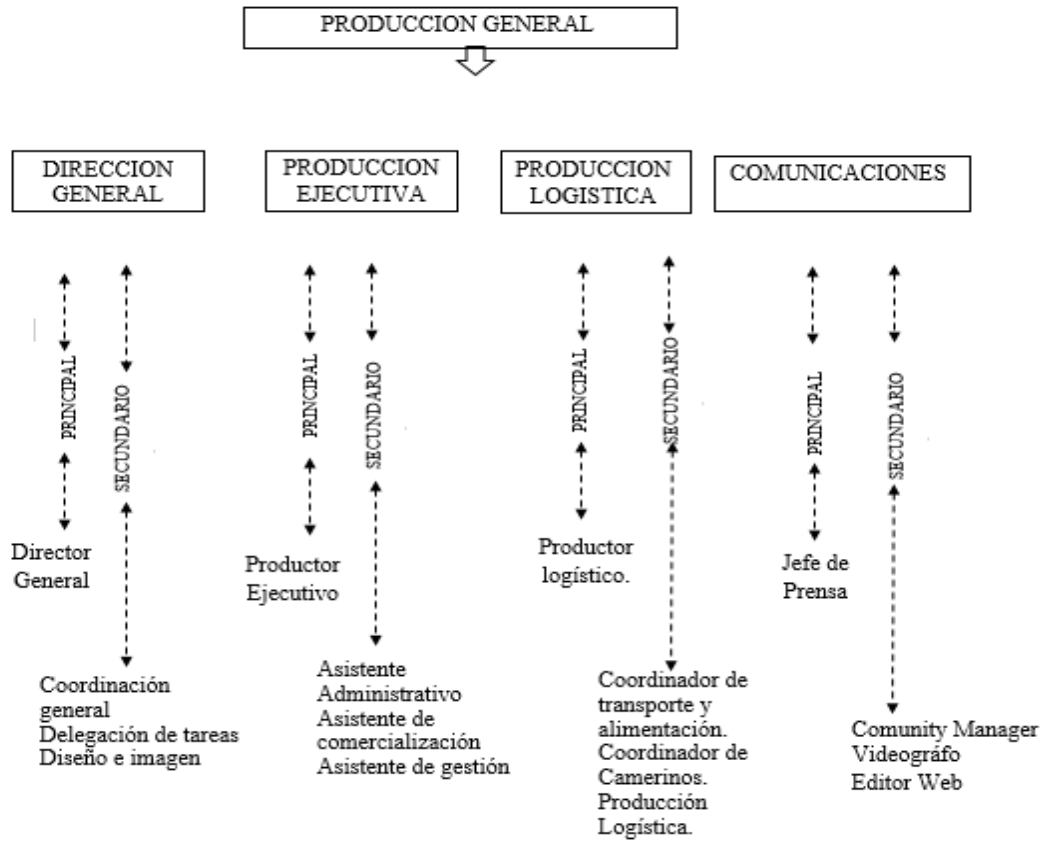 PRODUCCION GENERAL
DIRECCION
GENERAL
PRODUCCION
EJECUTIVA
PRODUCCION
LOGISTICA
COMUNICACIONES
PRINCIPAL
SECUNDARIO
PRINCIPAL
SECUNDARIO
PRINCIPAL
SECUNDARIO
PRINCIPAL
SECUNDARIO
Director
General
Productor
Ejecutivo
Productor
logístico.
Jefe de
Prensa
Coordinación
general
Delegación de tareas
Diseño e imagen
Asistente
Administrativo
Asistente de
comercialización
Asistente de gestión
Coordinador de
transporte y
alimentación.
Coordinador de
Camerinos.
Producción
Logística.
Comunity Manager
Videográfo
Editor Web